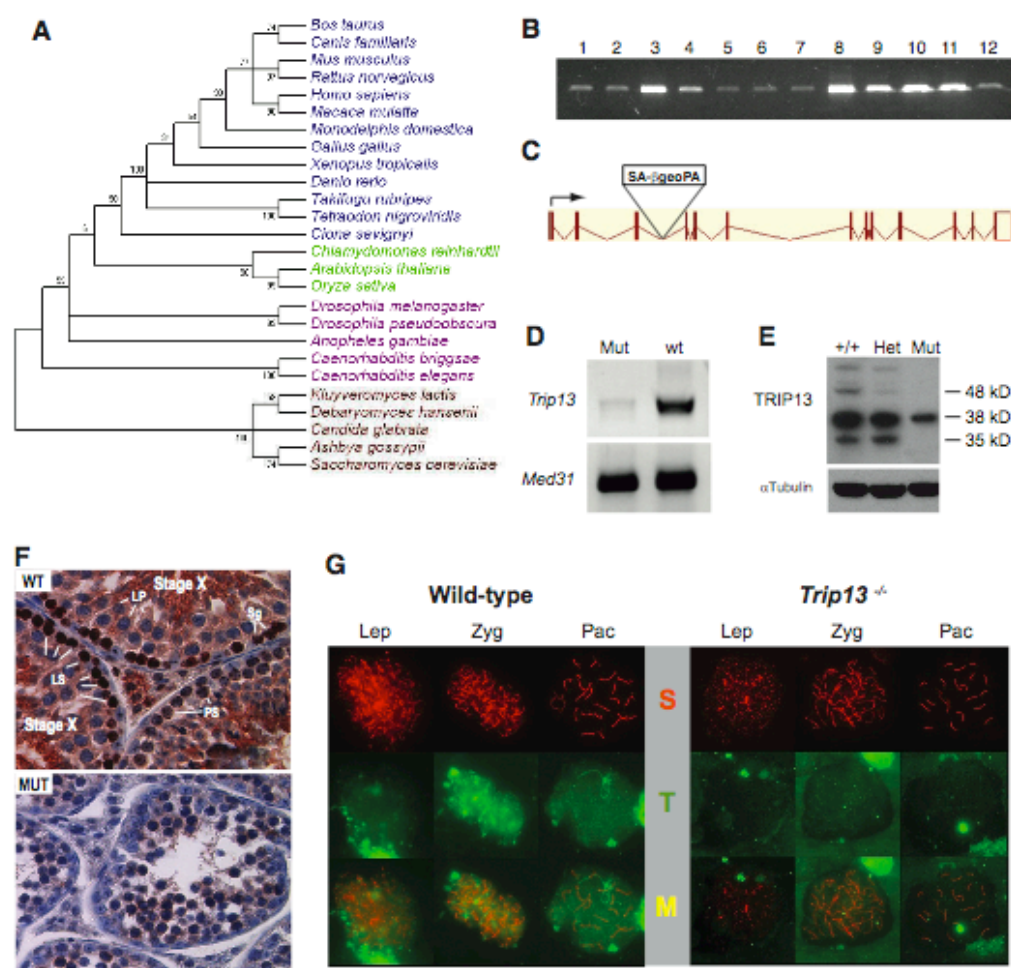 A
Bos taurus
Canis familiaris
Mus musculus
Rattus norvegicus
Homo sapiens
Macaca mulatta
Monodelphis domestica
Gallus gallus
Xenopus tropicalis
Danio rerio
Takifugu rubripes
Tetraodon nigroviridis
Ciona savignyi
Chlamydomonas reinhardtii
Arabidopsis thaliana
Oryza sativa
Drosophila melanogaster
Drosophila pseudoobscura
Anopheles gambiae
Caenorhabditis briggsae
Caenorhabditis elegans
Kluyveromyces lactis
Debaryomyces hansenii
Candida glabrata
Ashbya gossypii
Saccharomyces cerevisiae
100
100
100
B
1 2 3 4 5 6 7 8 9 10 11 12
C
SA-βgeoPA
D
Mut wt
Trip13
Med31
E
+/+ Het Mut
TRIP13
48 kD
38 kD
35 kD
αTubulin
F
WT
Stage X
LP
Sg
LS
PS
Stage X
MUT
G
Wild-type Trip13 -/-
Lep Zyg Pac Lep Zyg Pac
S
T
M